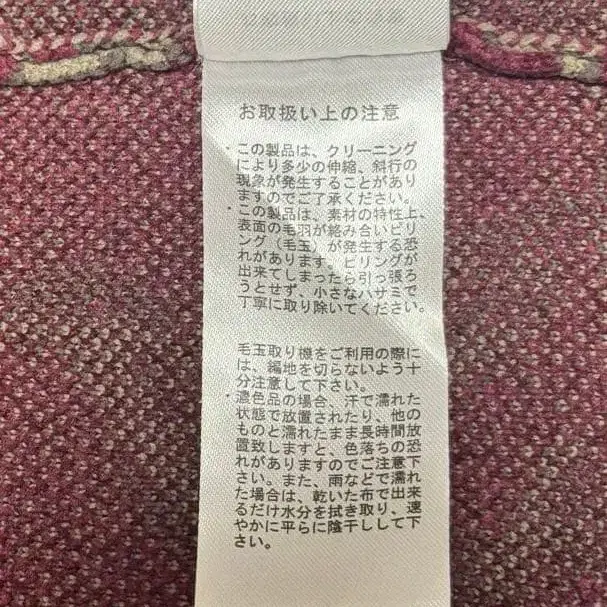 お取扱い上の注意
・この製品は、クリーニング
により多少の伸縮、斜行の
現象が発生することがあり
ますのでご了承ください。
・この製品は、素材の特性上、
表面の毛羽が絡み合いピリ
ング（毛玉）が発生する恐
れがあります。ピリングが
出来てしまったら引っ張ろ
うとせず、小さなハサミで
丁寧に取り除いてください。
毛玉取り機をご利用の際に
は、編地を切らないよう十
分注意して下さい。
・濃色品の場合、汗で濡れた
状態で放置されたり、他の
ものと濡れたまま長時間放
置致しますと、色落ちの恐
れがありますのでご注意下
さい。また、雨などで濡れ
た場合は、乾いた布で出来
るだけ水分を拭き取り、速
やかに平らに陰干しして下
さい。